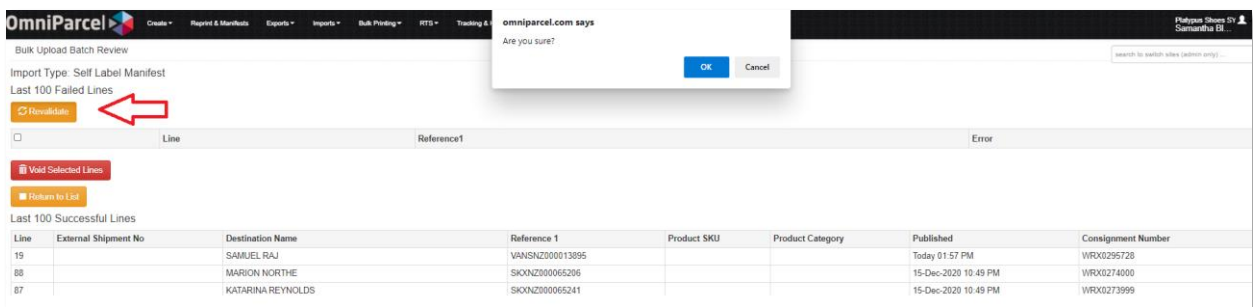 OmniParcel
Create Reprint & Manifests Exports Imports Bulk Printing RTS Tracking &
omniparcel.com says
Are you sure?
OK Cancel
Platypus Shoes SY
Samantha Bl...
Bulk Upload Batch Review
search to switch sites (admin only) ...
Import Type: Self Label Manifest
Last 100 Failed Lines
Revalidate
Line Reference1 Error
Void Selected Lines
Return to List
Last 100 Successful Lines
Line External Shipment No Destination Name Reference 1 Product SKU Product Category Published Consignment Number
19 SAMUEL RAJ VANSNZ000013895 Today 01:57 PM WRX0295728
88 MARION NORTHE SKXNZ000065206 15-Dec-2020 10:49 PM WRX0274000
87 KATARINA REYNOLDS SKXNZ000065241 15-Dec-2020 10:49 PM WRX0273999